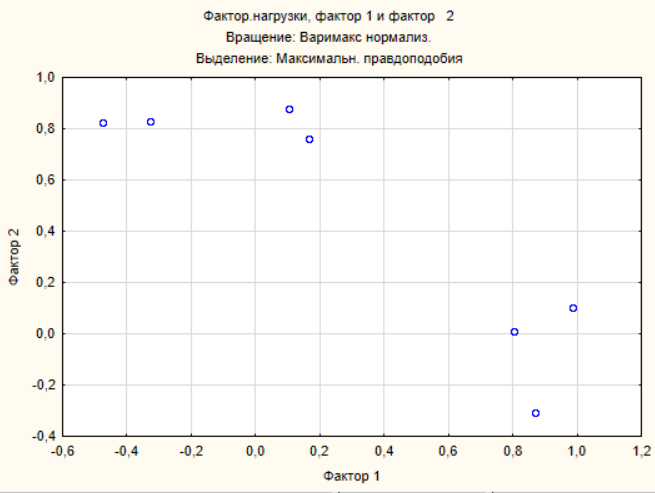 Фактор.нагрузки, фактор 1 и фактор 2
Вращение: Варимакс нормализ.
Выделение: Максимальн. правдоподобия
1,0
0,8
0,6
0,4
0,2
0,0
-0,2
-0,4
Фактор 2
-0,6 -0,4 -0,2 0,0 0,2 0,4 0,6 0,8 1,0 1,2
Фактор 1